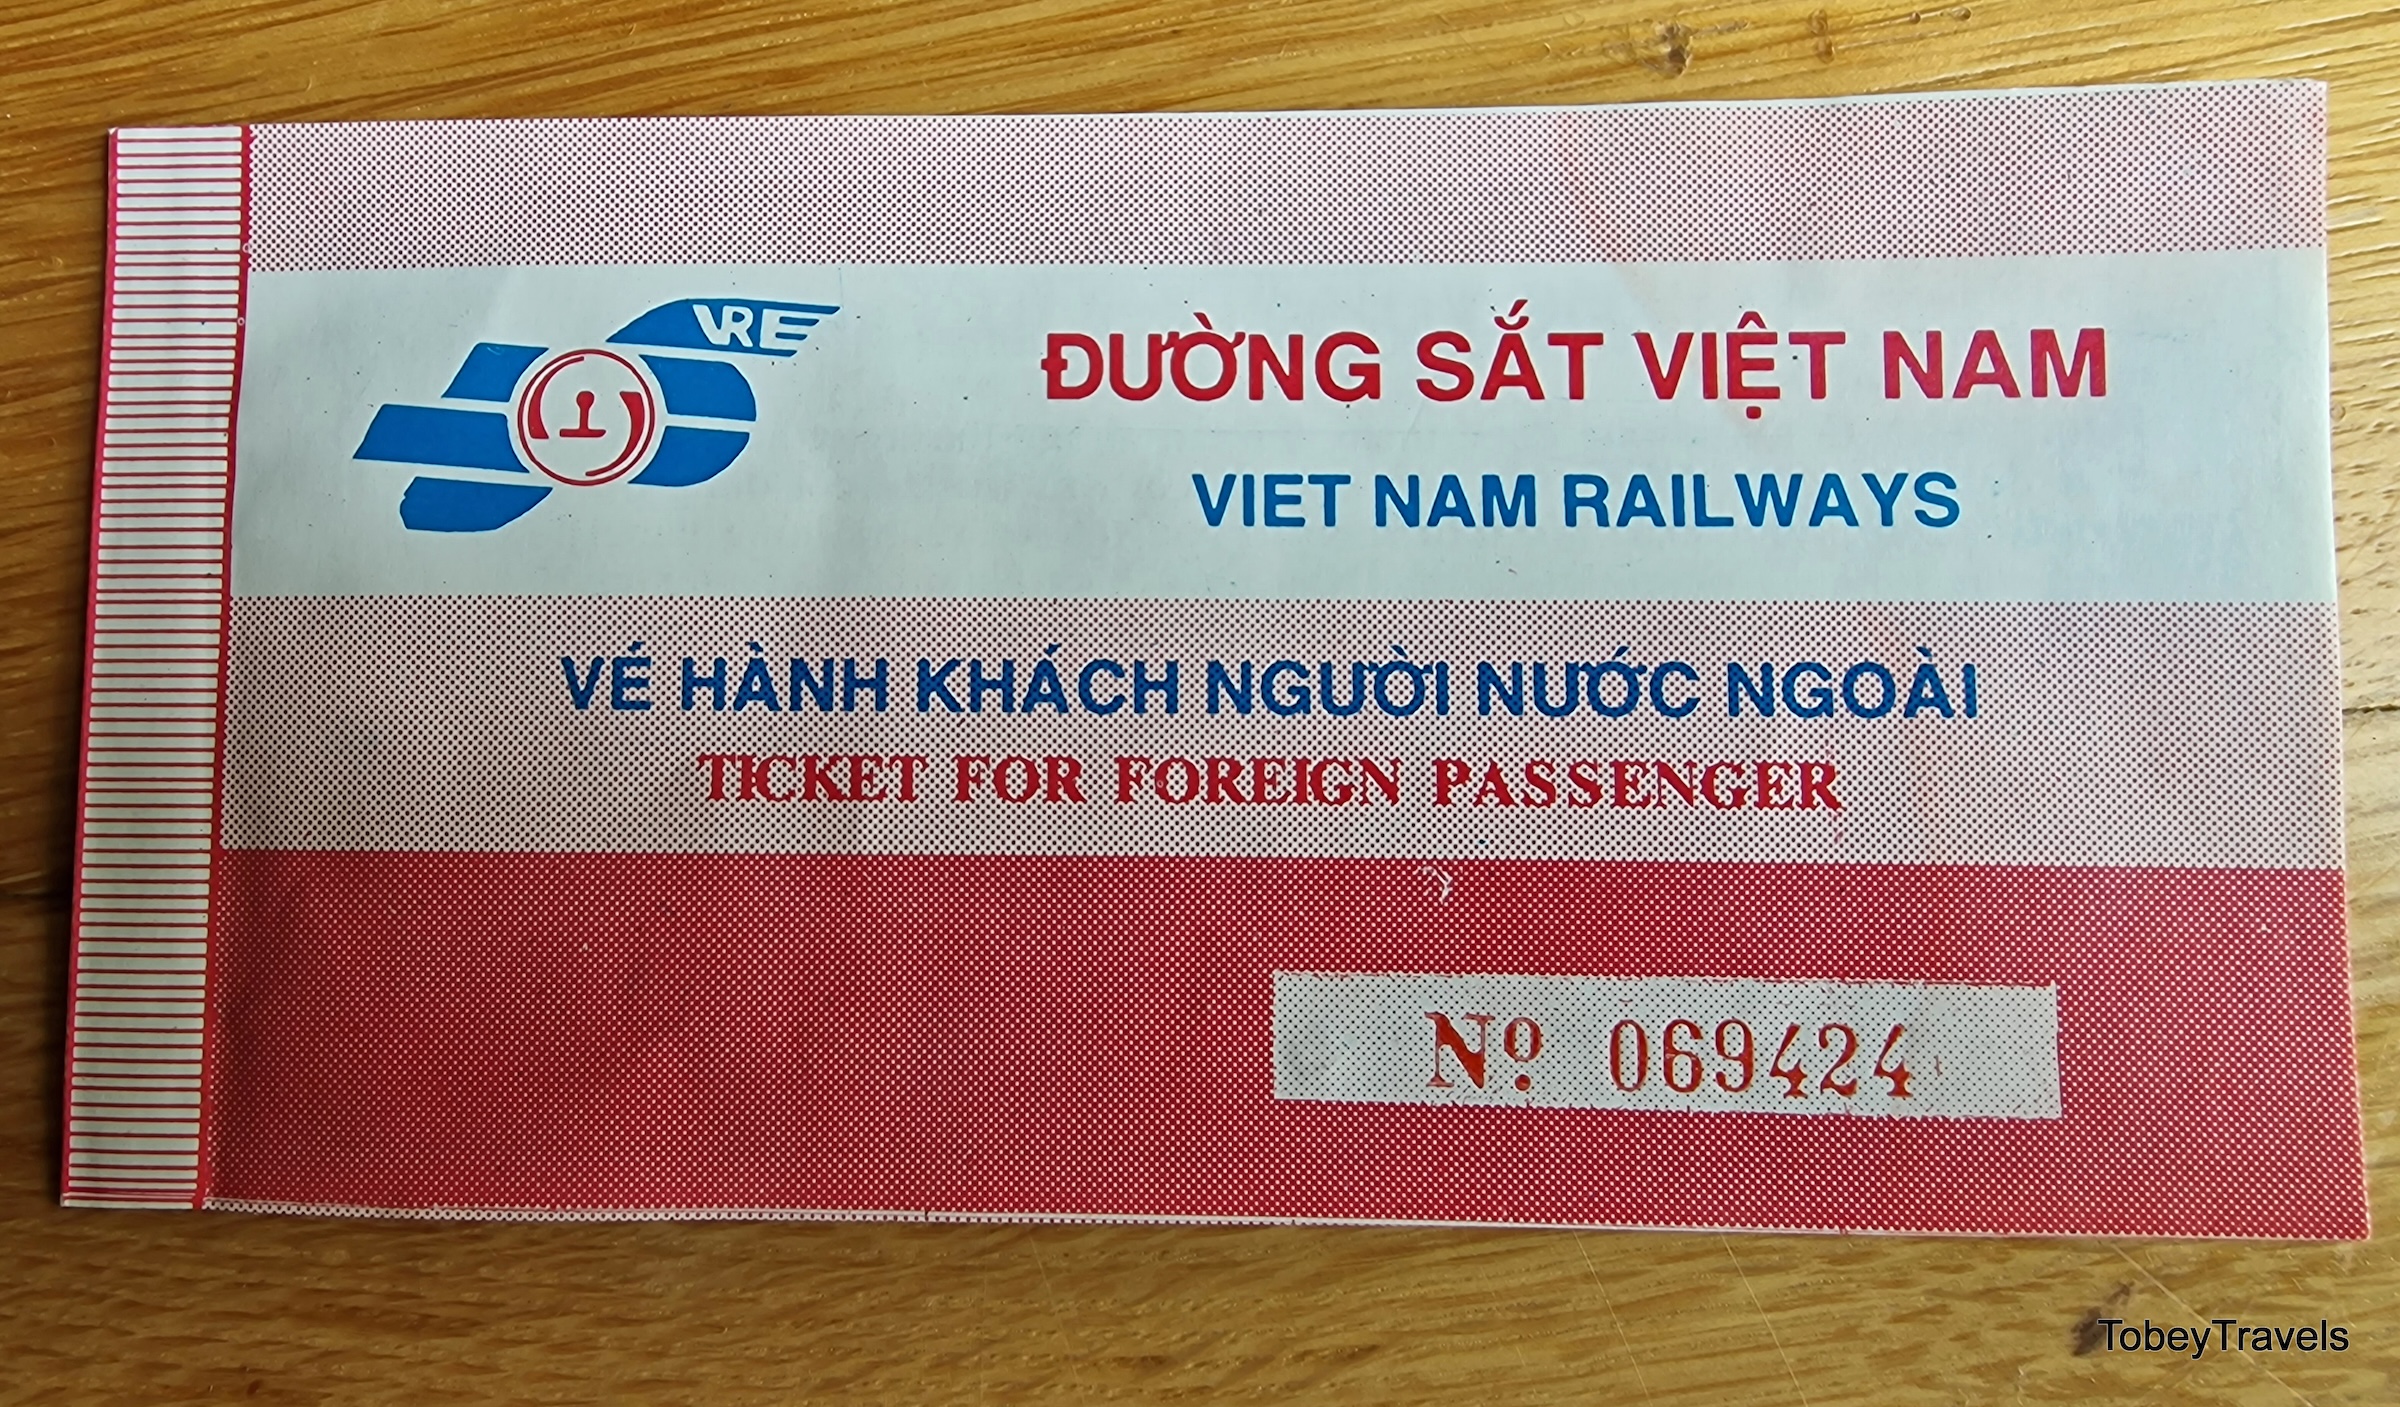 VRE
ĐƯỜNG SẮT VIỆT NAM
VIET NAM RAILWAYS
VÉ HÀNH KHÁCH NGƯỜI NƯỚC NGOÀI
TICKET FOR FOREIGN PASSENGER
Nº 069424
TobeyTravels